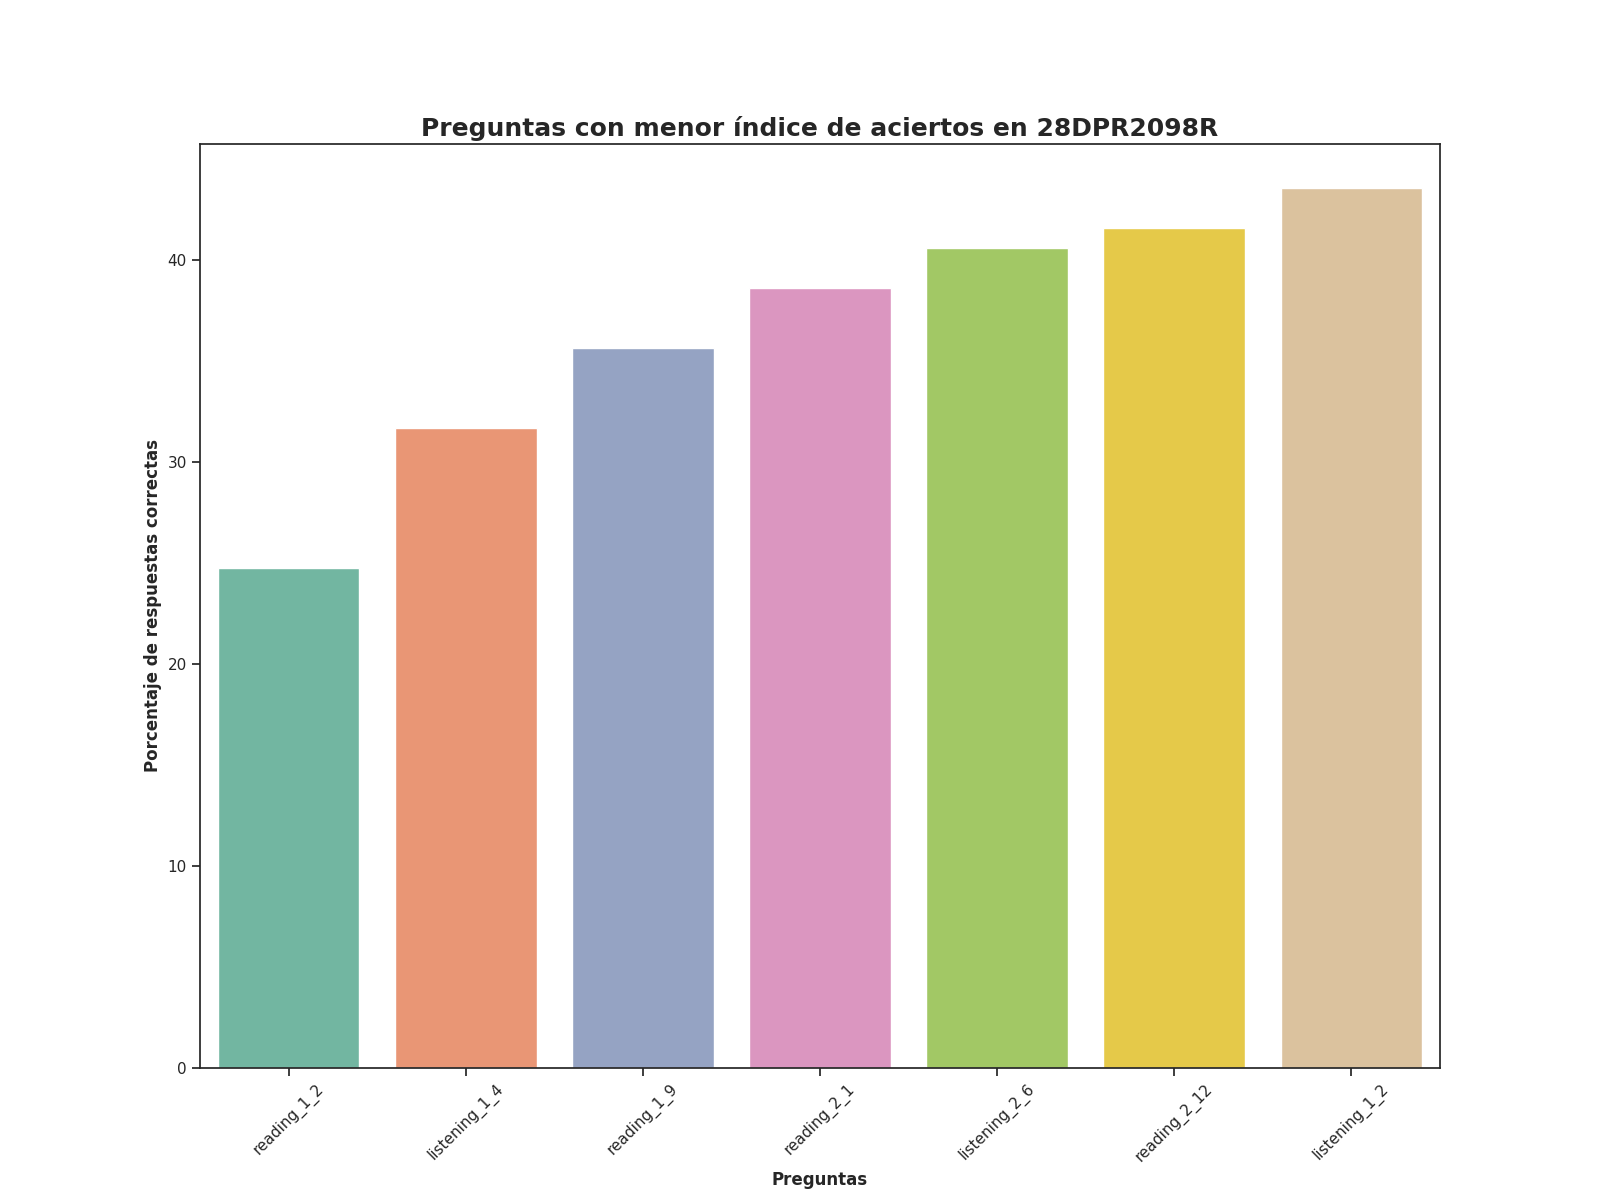 Preguntas con menor índice de aciertos en 28DPR2098R
Porcentaje de respuestas correctas
40
30
20
10
0
reading_1_2
listening_1_4
reading_1_9
reading_2_1
listening_2_6
reading_2_12
listening_1_2
Preguntas